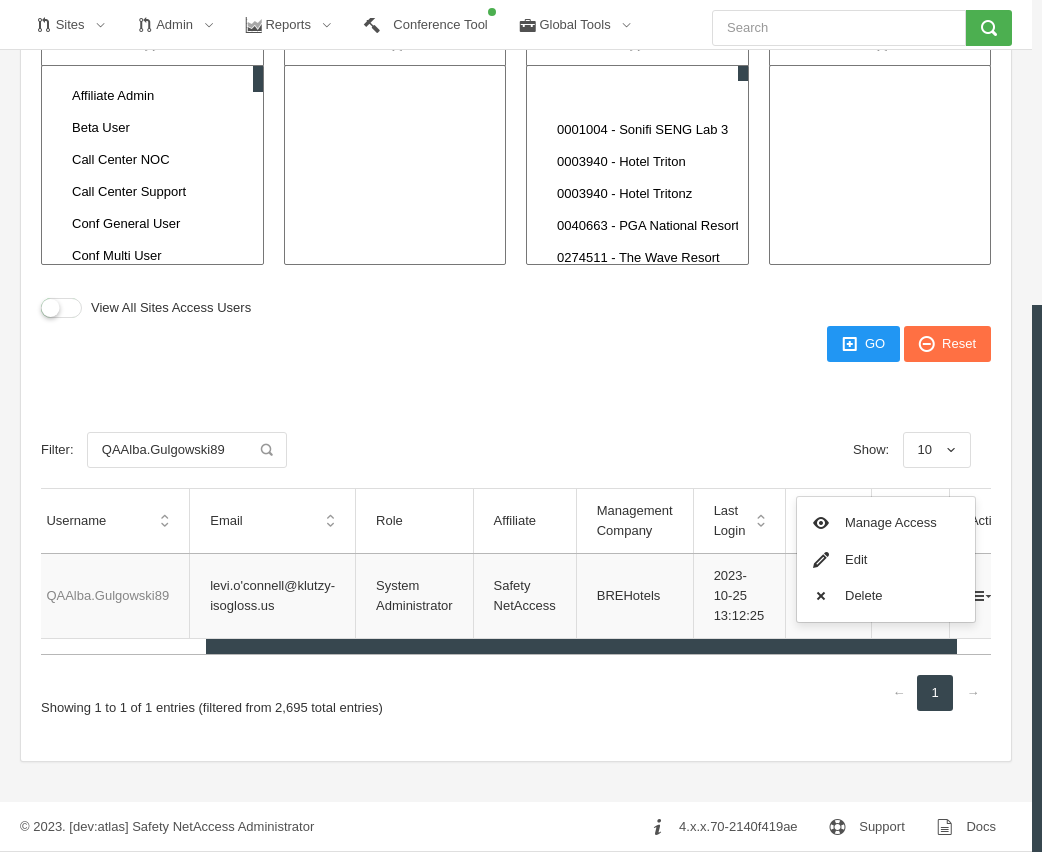 Sites
Admin
Reports
Conference Tool
Global Tools
Search
Affiliate Admin
Beta User
Call Center NOC
Call Center Support
Conf General User
Conf Multi User
0001004 - Sonifi SENG Lab 3
0003940 - Hotel Triton
0003940 - Hotel Tritonz
0040663 - PGA National Resort
0274511 - The Wave Resort
View All Sites Access Users
GO
Reset
Filter:
QAAlba.Gulgowski89
Show:
10
Username
Email
Role
Affiliate
Management
Company
Last
Login
Acti
Manage Access
Edit
Delete
QAAlba.Gulgowski89
levi.o'connell@klutzy-
isogloss.us
System
Administrator
Safety
NetAccess
BREHotels
2023-
10-25
13:12:25
← 1 →
Showing 1 to 1 of 1 entries (filtered from 2,695 total entries)
© 2023. [dev:atlas] Safety NetAccess Administrator
4.x.x.70-2140f419ae
Support
Docs